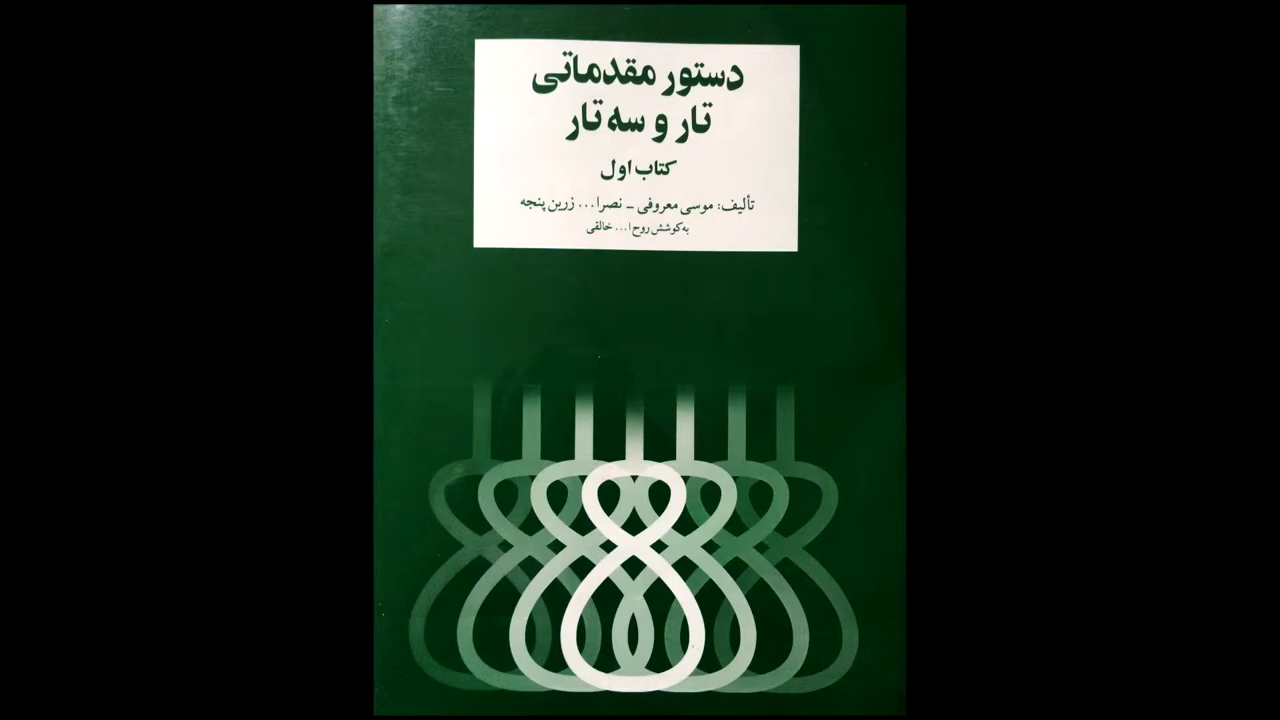 دستور مقدماتی
تار و سه تار
کتاب اول
تألیف: موسی معروفی ـ نصرا... زرین پنجه
به کوشش روح ا... خالقی